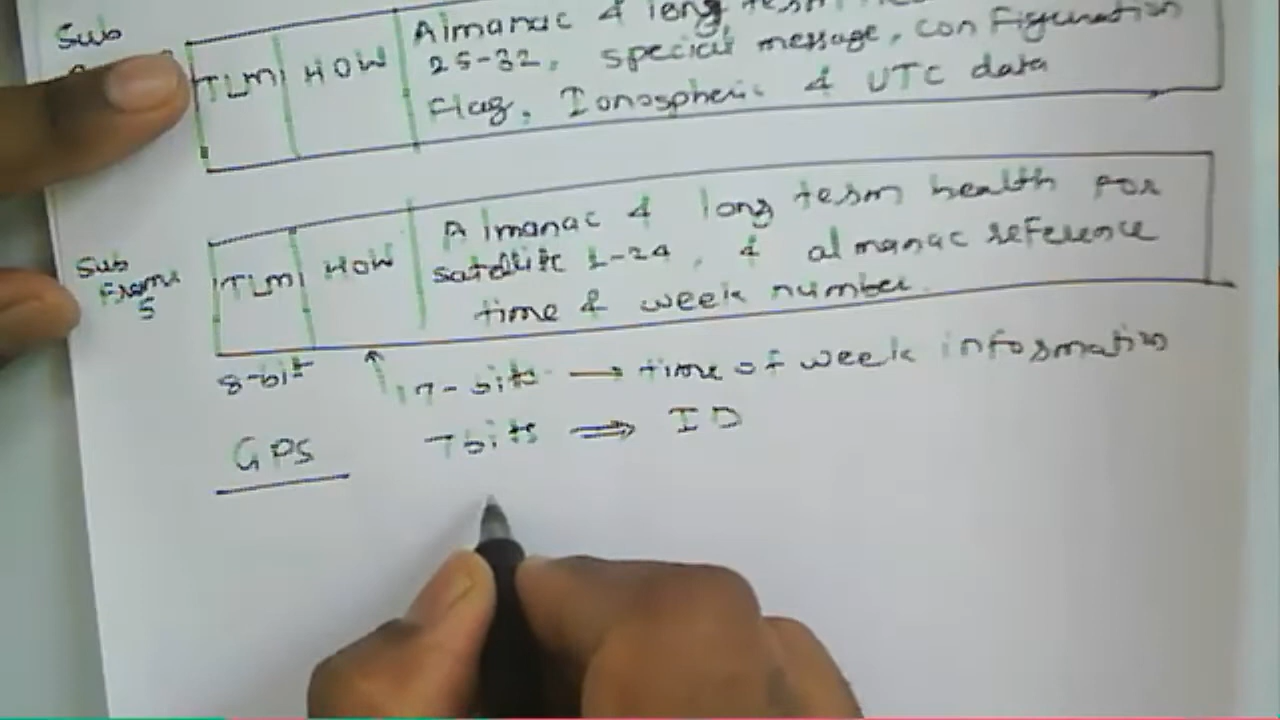 Sub
Almanac & long term
TLM HOW 25-32, special message, configuration
Flag, Ionospheric & UTC data
Sub
Frame
5
TLM HOW Almanac & long term health for
satellite 1-24, & almanac reference
time & week number.
8-bit 17-bits → time of week information
GPS 7bits ⇒ ID